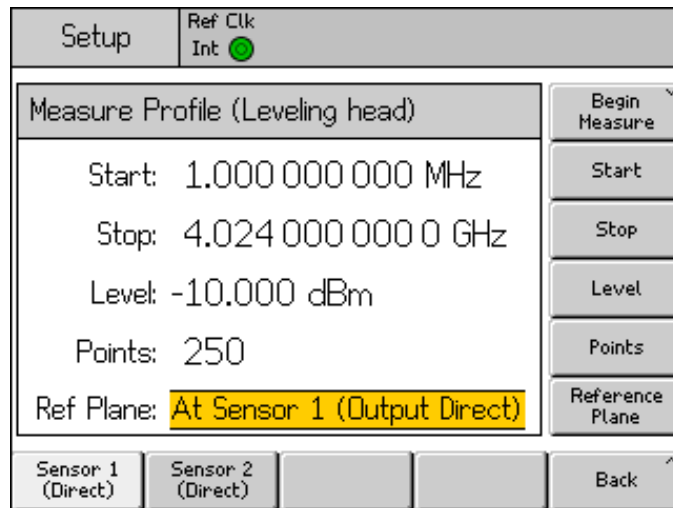 Setup
Ref Clk
Int
Measure Profile (Leveling head)
Start: 1.000 000 000 MHz
Stop: 4.024 000 000 0 GHz
Level: -10.000 dBm
Points: 250
Ref Plane: At Sensor 1 (Output Direct)
Begin
Measure
Start
Stop
Level
Points
Reference
Plane
Sensor 1
(Direct)
Sensor 2
(Direct)
Back